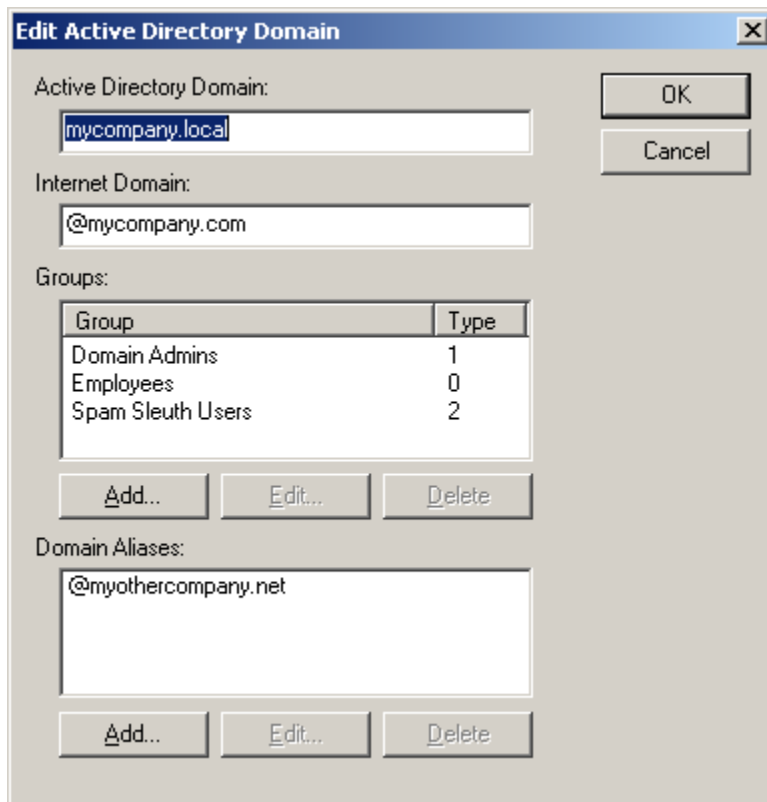 Edit Active Directory Domain
Active Directory Domain:
OK
mycompany.local
Cancel
Internet Domain:
@mycompany.com
Groups:
Group Type
Domain Admins 1
Employees 0
Spam Sleuth Users 2
Add... Edit... Delete
Domain Aliases:
@myothercompany.net
Add... Edit... Delete